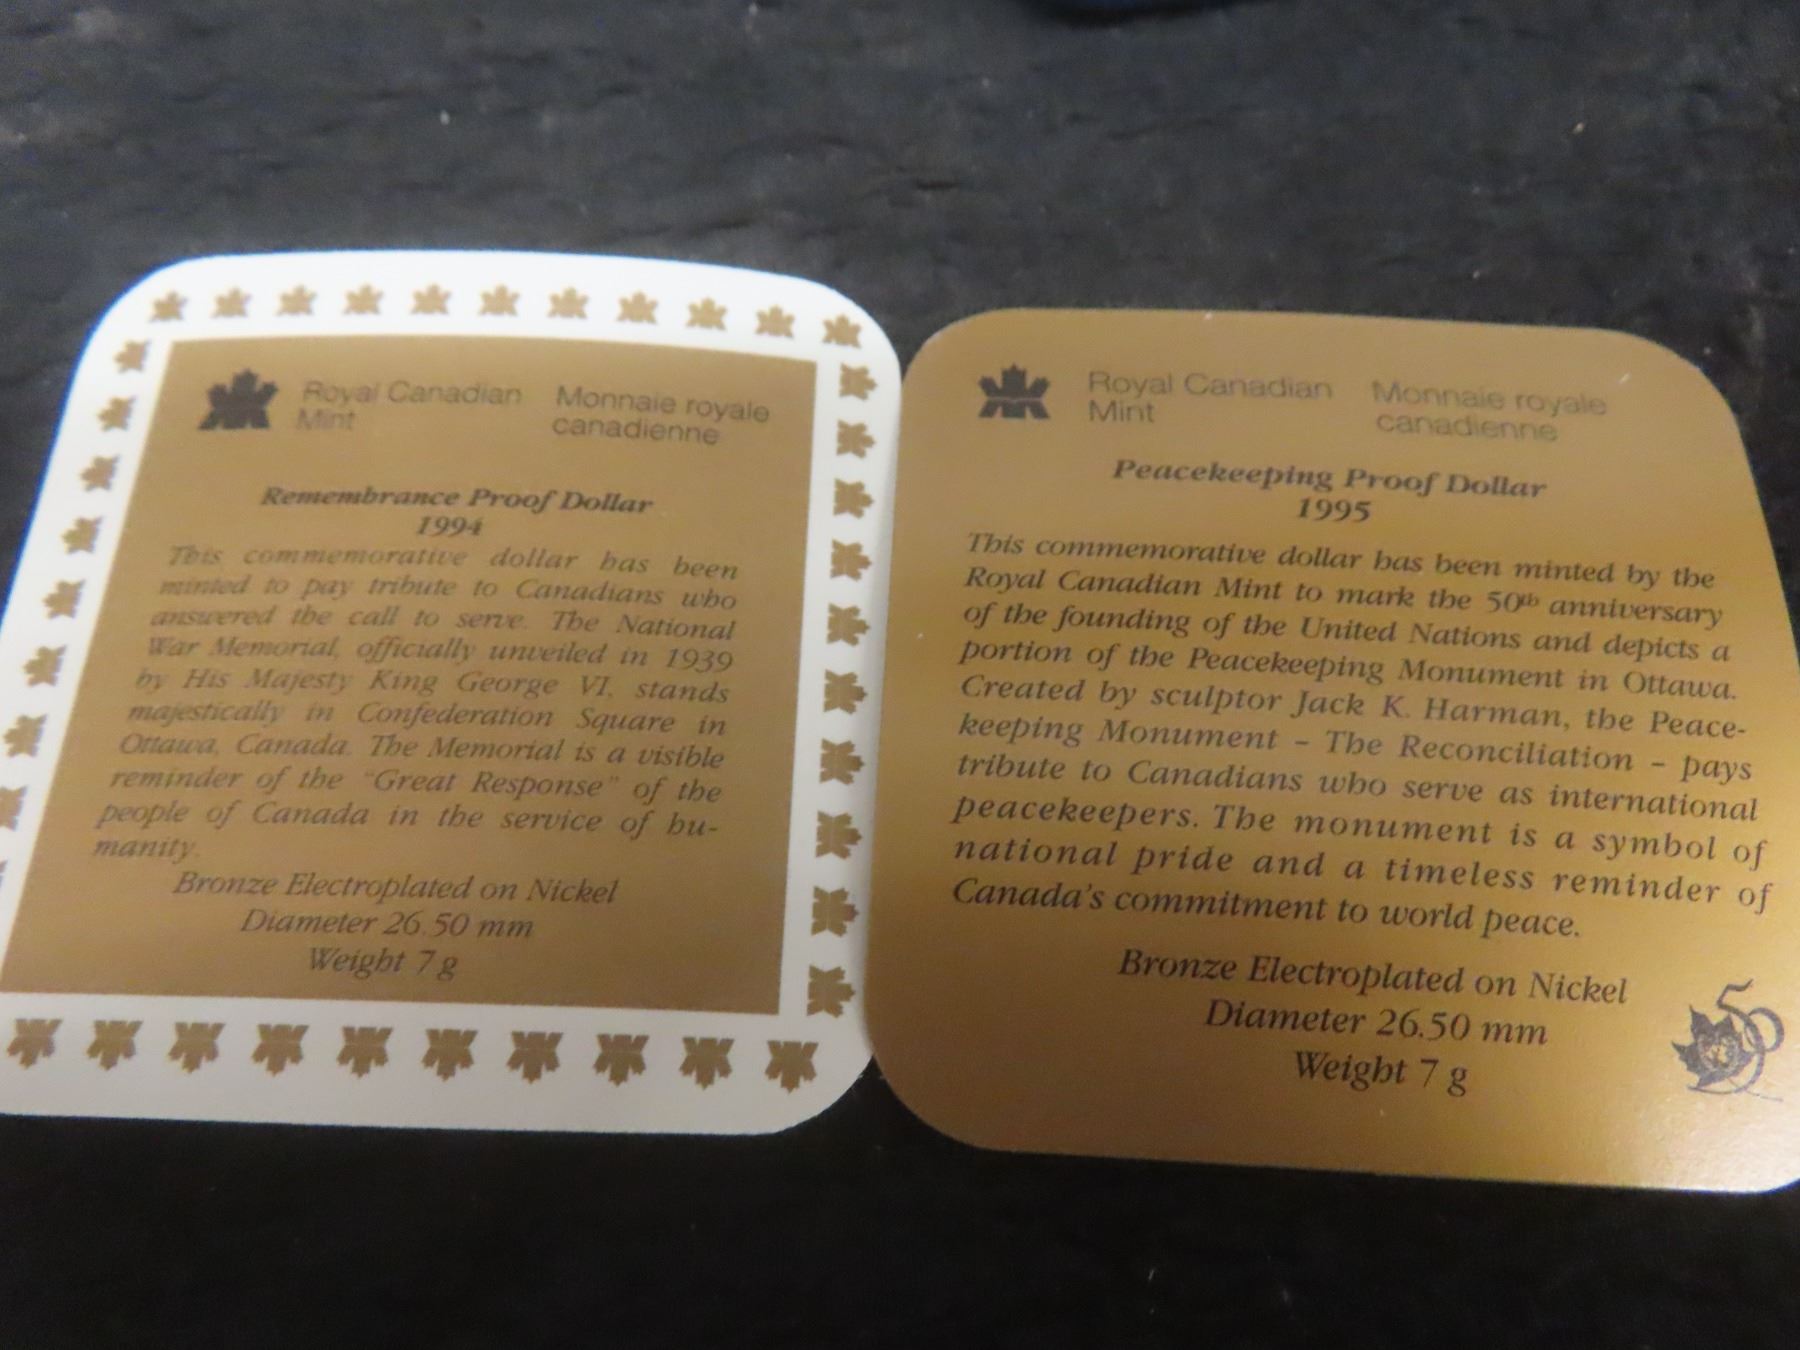 Royal Canadian Mint
Monnaie royale canadienne
Remembrance Proof Dollar
1994
This commemorative dollar has been
minted to pay tribute to Canadians who
answered the call to serve. The National
War Memorial, officially unveiled in 1939
by His Majesty King George VI, stands
majestically in Confederation Square in
Ottawa, Canada. The Memorial is a visible
reminder of the "Great Response" of the
people of Canada in the service of hu-
manity.
Bronze Electroplated on Nickel
Diameter 26.50 mm
Weight 7 g
Royal Canadian Mint
Monnaie royale canadienne
Peacekeeping Proof Dollar
1995
This commemorative dollar has been minted by the
Royal Canadian Mint to mark the 50th anniversary
of the founding of the United Nations and depicts a
portion of the Peacekeeping Monument in Ottawa.
Created by sculptor Jack K. Harman, the Peace-
keeping Monument – The Reconciliation – pays
tribute to Canadians who serve as international
peacekeepers. The monument is a symbol of
national pride and a timeless reminder of
Canada's commitment to world peace.
Bronze Electroplated on Nickel
Diameter 26.50 mm
Weight 7 g
50